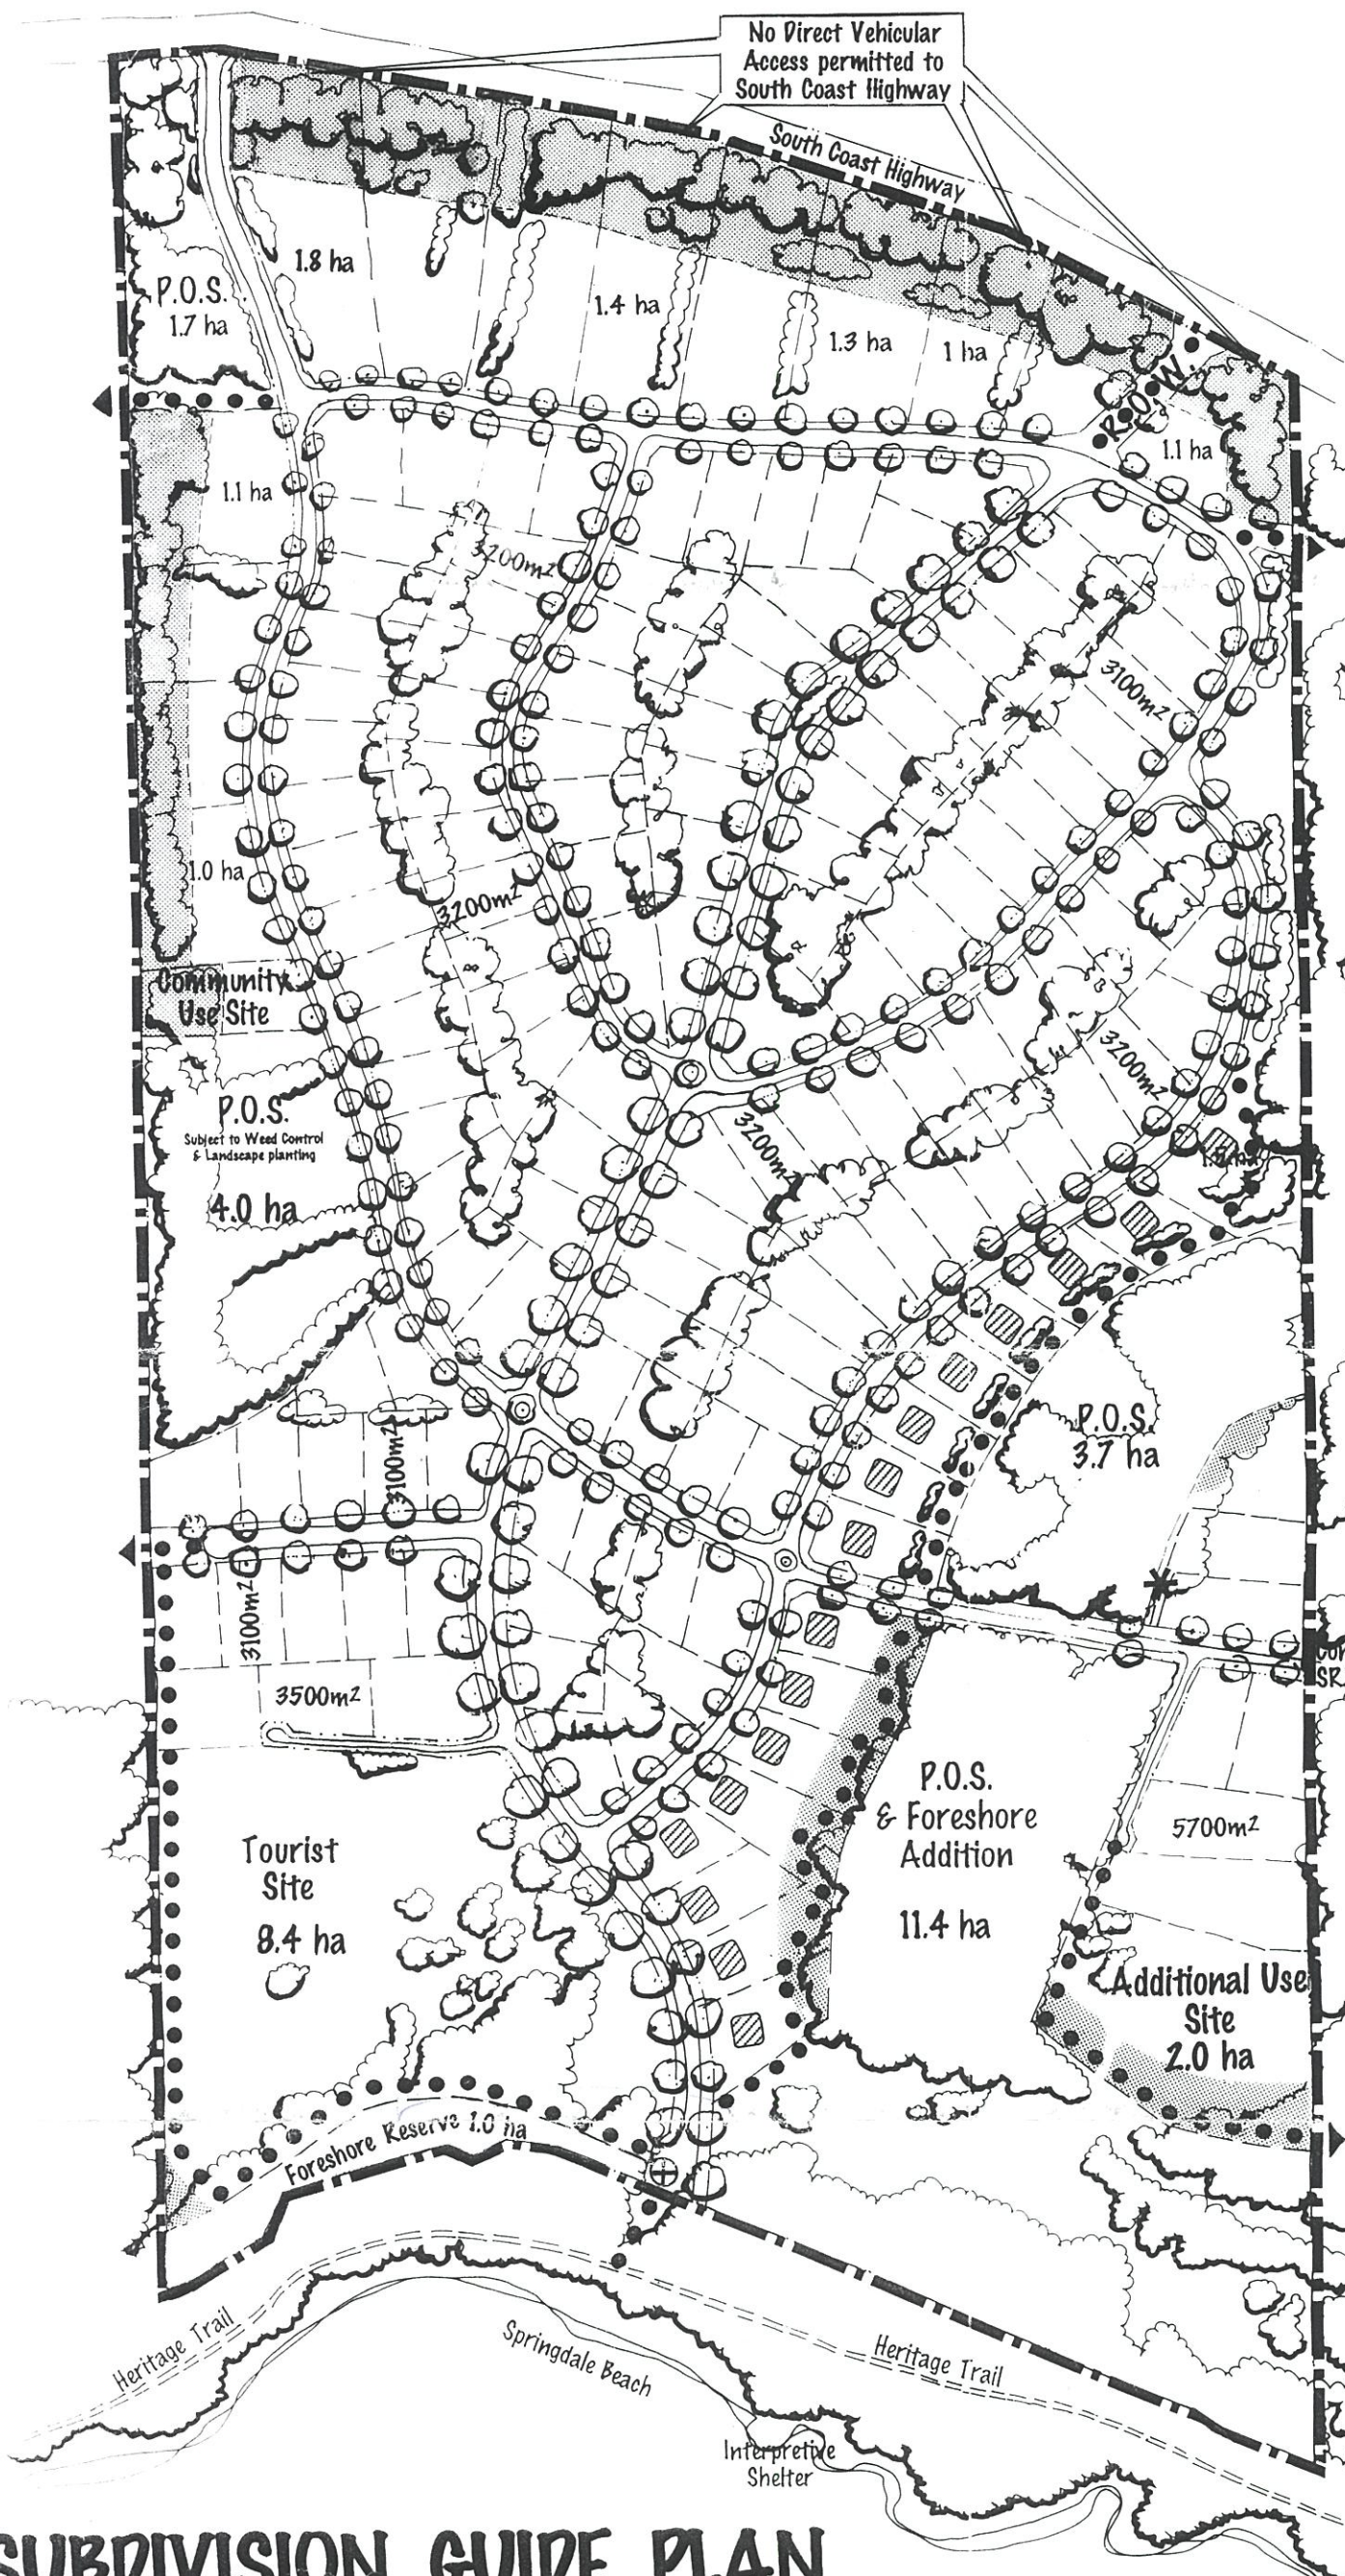 No Direct Vehicular
Access permitted to
South Coast Highway
South Coast Highway
1.8 ha
P.O.S.
1.7 ha
1.4 ha
1.3 ha
1 ha
R.O.W.
1.1 ha
1.1 ha
3200m²
3100m²
1.0 ha
3200m²
Community
Use Site
3200m²
P.O.S.
Subject to Weed Control
& Landscape planting
4.0 ha
3200m²
P.O.S.
3.7 ha
3100m²
3100m²
3500m²
SR
P.O.S.
& Foreshore
Addition
11.4 ha
5700m²
Tourist
Site
8.4 ha
Additional Use
Site
2.0 ha
Foreshore Reserve 1.0 ha
Heritage Trail
Springdale Beach
Heritage Trail
Interpretive
Shelter
SUBDIVISION GUIDE PLAN